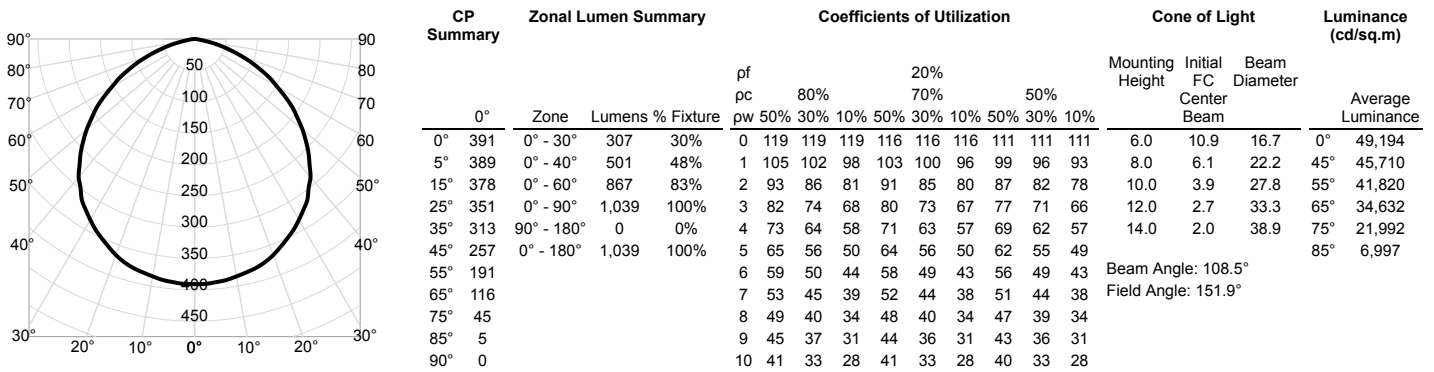 90° 90
80° 80
70° 70
60° 60
50° 50°
40° 40°
30° 30°
50
100
150
200
250
300
350
400
450
20° 10° 0° 10° 20°
CP Summary
0°
0° 391
5° 389
15° 378
25° 351
35° 313
45° 257
55° 191
65° 116
75° 45
85° 5
90° 0
Zonal Lumen Summary
Zone Lumens % Fixture
0° - 30° 307 30%
0° - 40° 501 48%
0° - 60° 867 83%
0° - 90° 1,039 100%
90° - 180° 0 0%
0° - 180° 1,039 100%
Coefficients of Utilization
ρf 20%
ρc 80% 70% 50%
ρw 50% 30% 10% 50% 30% 10% 50% 30% 10%
0 119 119 119 116 116 116 111 111 111
1 105 102 98 103 100 96 99 96 93
2 93 86 81 91 85 80 87 82 78
3 82 74 68 80 73 67 77 71 66
4 73 64 58 71 63 57 69 62 57
5 65 56 50 64 56 50 62 55 49
6 59 50 44 58 49 43 56 49 43
7 53 45 39 52 44 38 51 44 38
8 49 40 34 48 40 34 47 39 34
9 45 37 31 44 36 31 43 36 31
10 41 33 28 41 33 28 40 33 28
Cone of Light
Mounting Height Initial FC Center Beam Beam Diameter
6.0 10.9 16.7
8.0 6.1 22.2
10.0 3.9 27.8
12.0 2.7 33.3
14.0 2.0 38.9
Beam Angle: 108.5°
Field Angle: 151.9°
Luminance
(cd/sq.m)
Average
Luminance
0° 49,194
45° 45,710
55° 41,820
65° 34,632
75° 21,992
85° 6,997